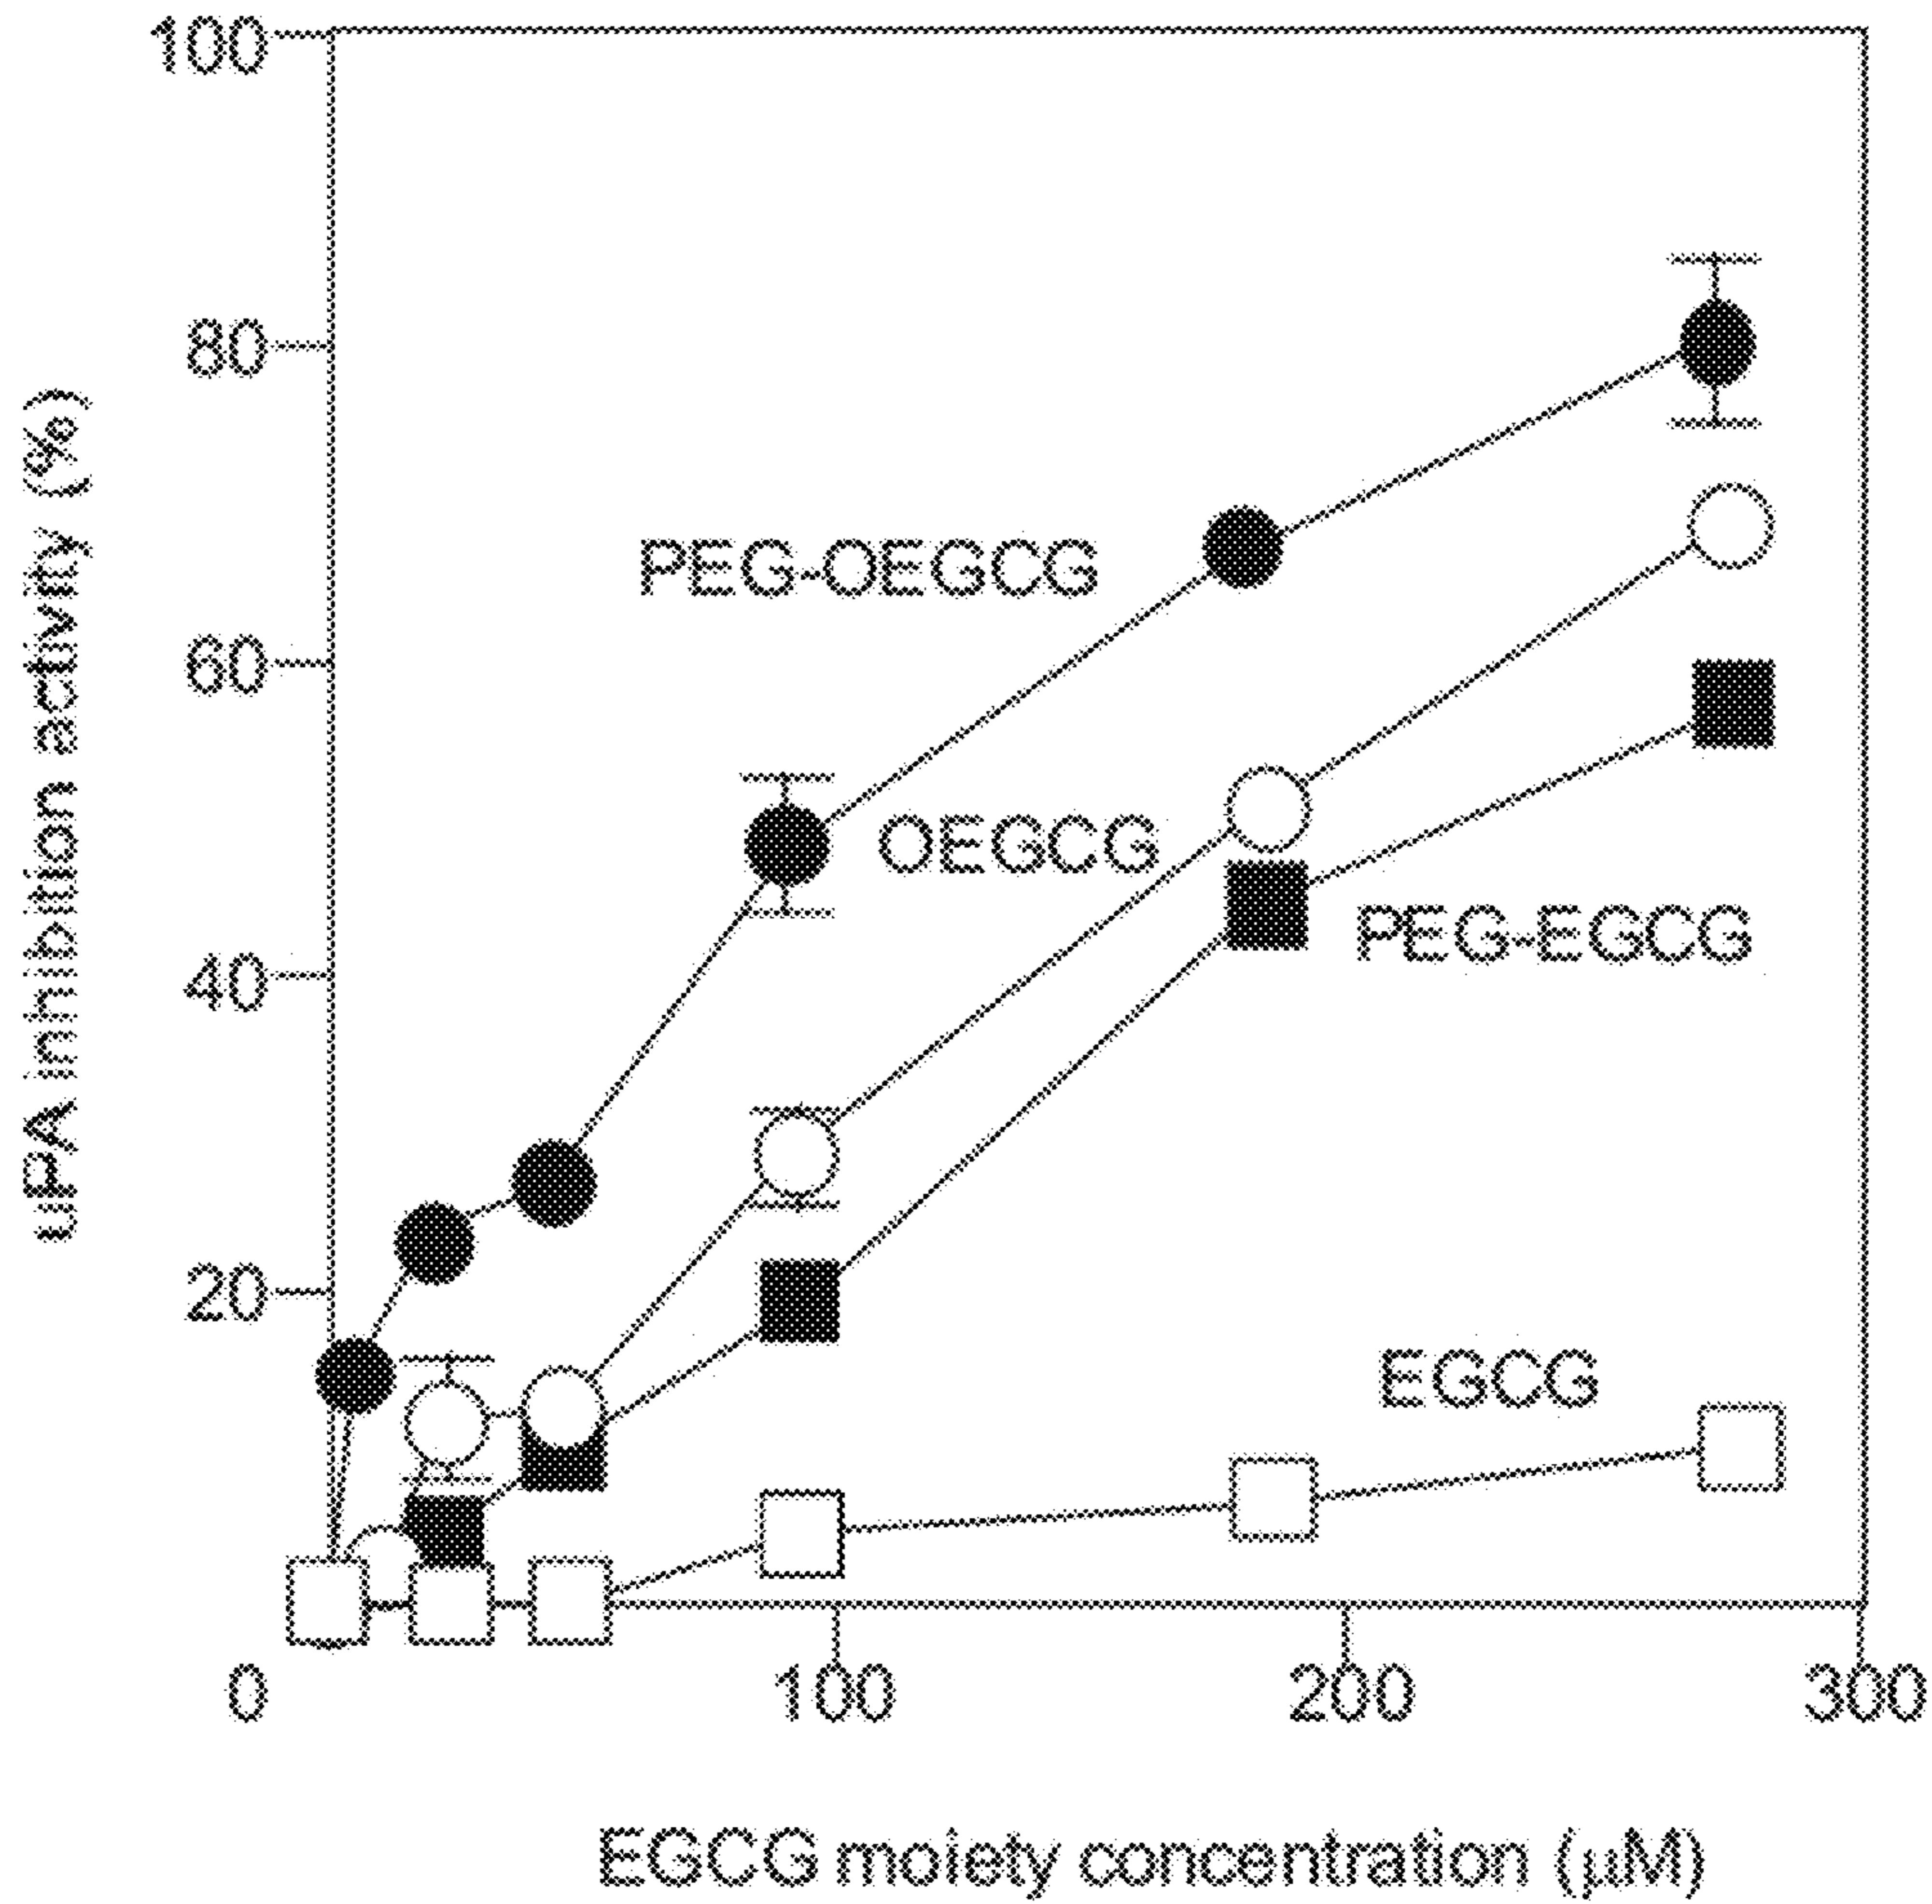 100
80
60
40
20
0
100
200
300
uPA inhibition activity (%)
PEG-OEGCG
OEGCG
PEG-EGCG
EGCG
EGCG moiety concentration (μM)